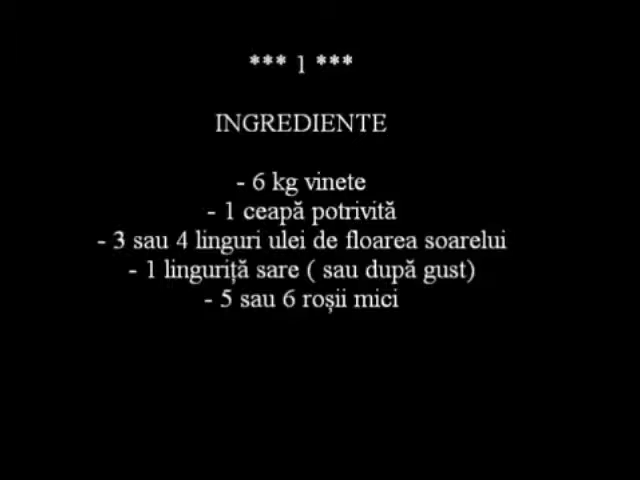 *** 1 ***
INGREDIENTE
- 6 kg vinete
- 1 ceapă potrivită
- 3 sau 4 linguri ulei de floarea soarelui
- 1 linguriță sare ( sau după gust)
- 5 sau 6 roșii mici